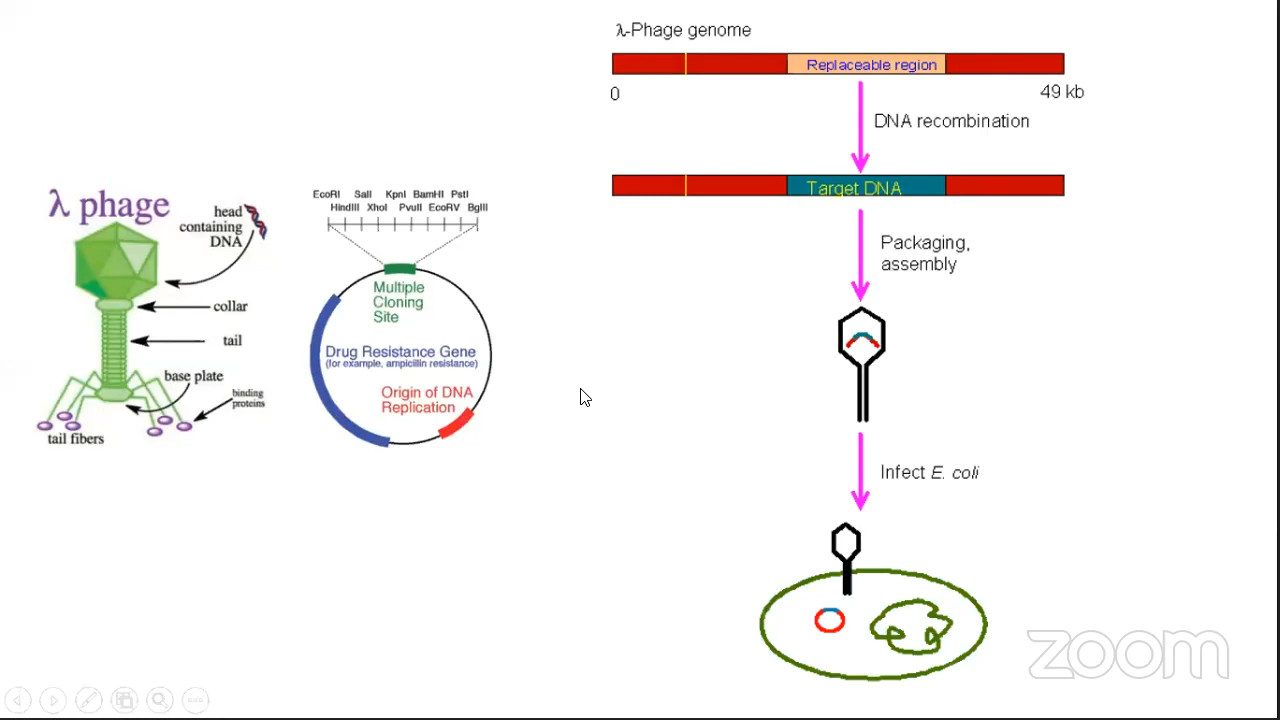 λ-Phage genome
Replaceable region
0
49 kb
DNA recombination
Target DNA
Packaging,
assembly
Infect E. coli
λ phage
head
containing
DNA
collar
tail
base plate
binding
proteins
tail fibers
EcoRI SalI KpnI BamHI PstI
HindIII XhoI PvuII EcoRV BglII
Multiple
Cloning
Site
Drug Resistance Gene
(for example, ampicillin resistance)
Origin of DNA
Replication
zoom